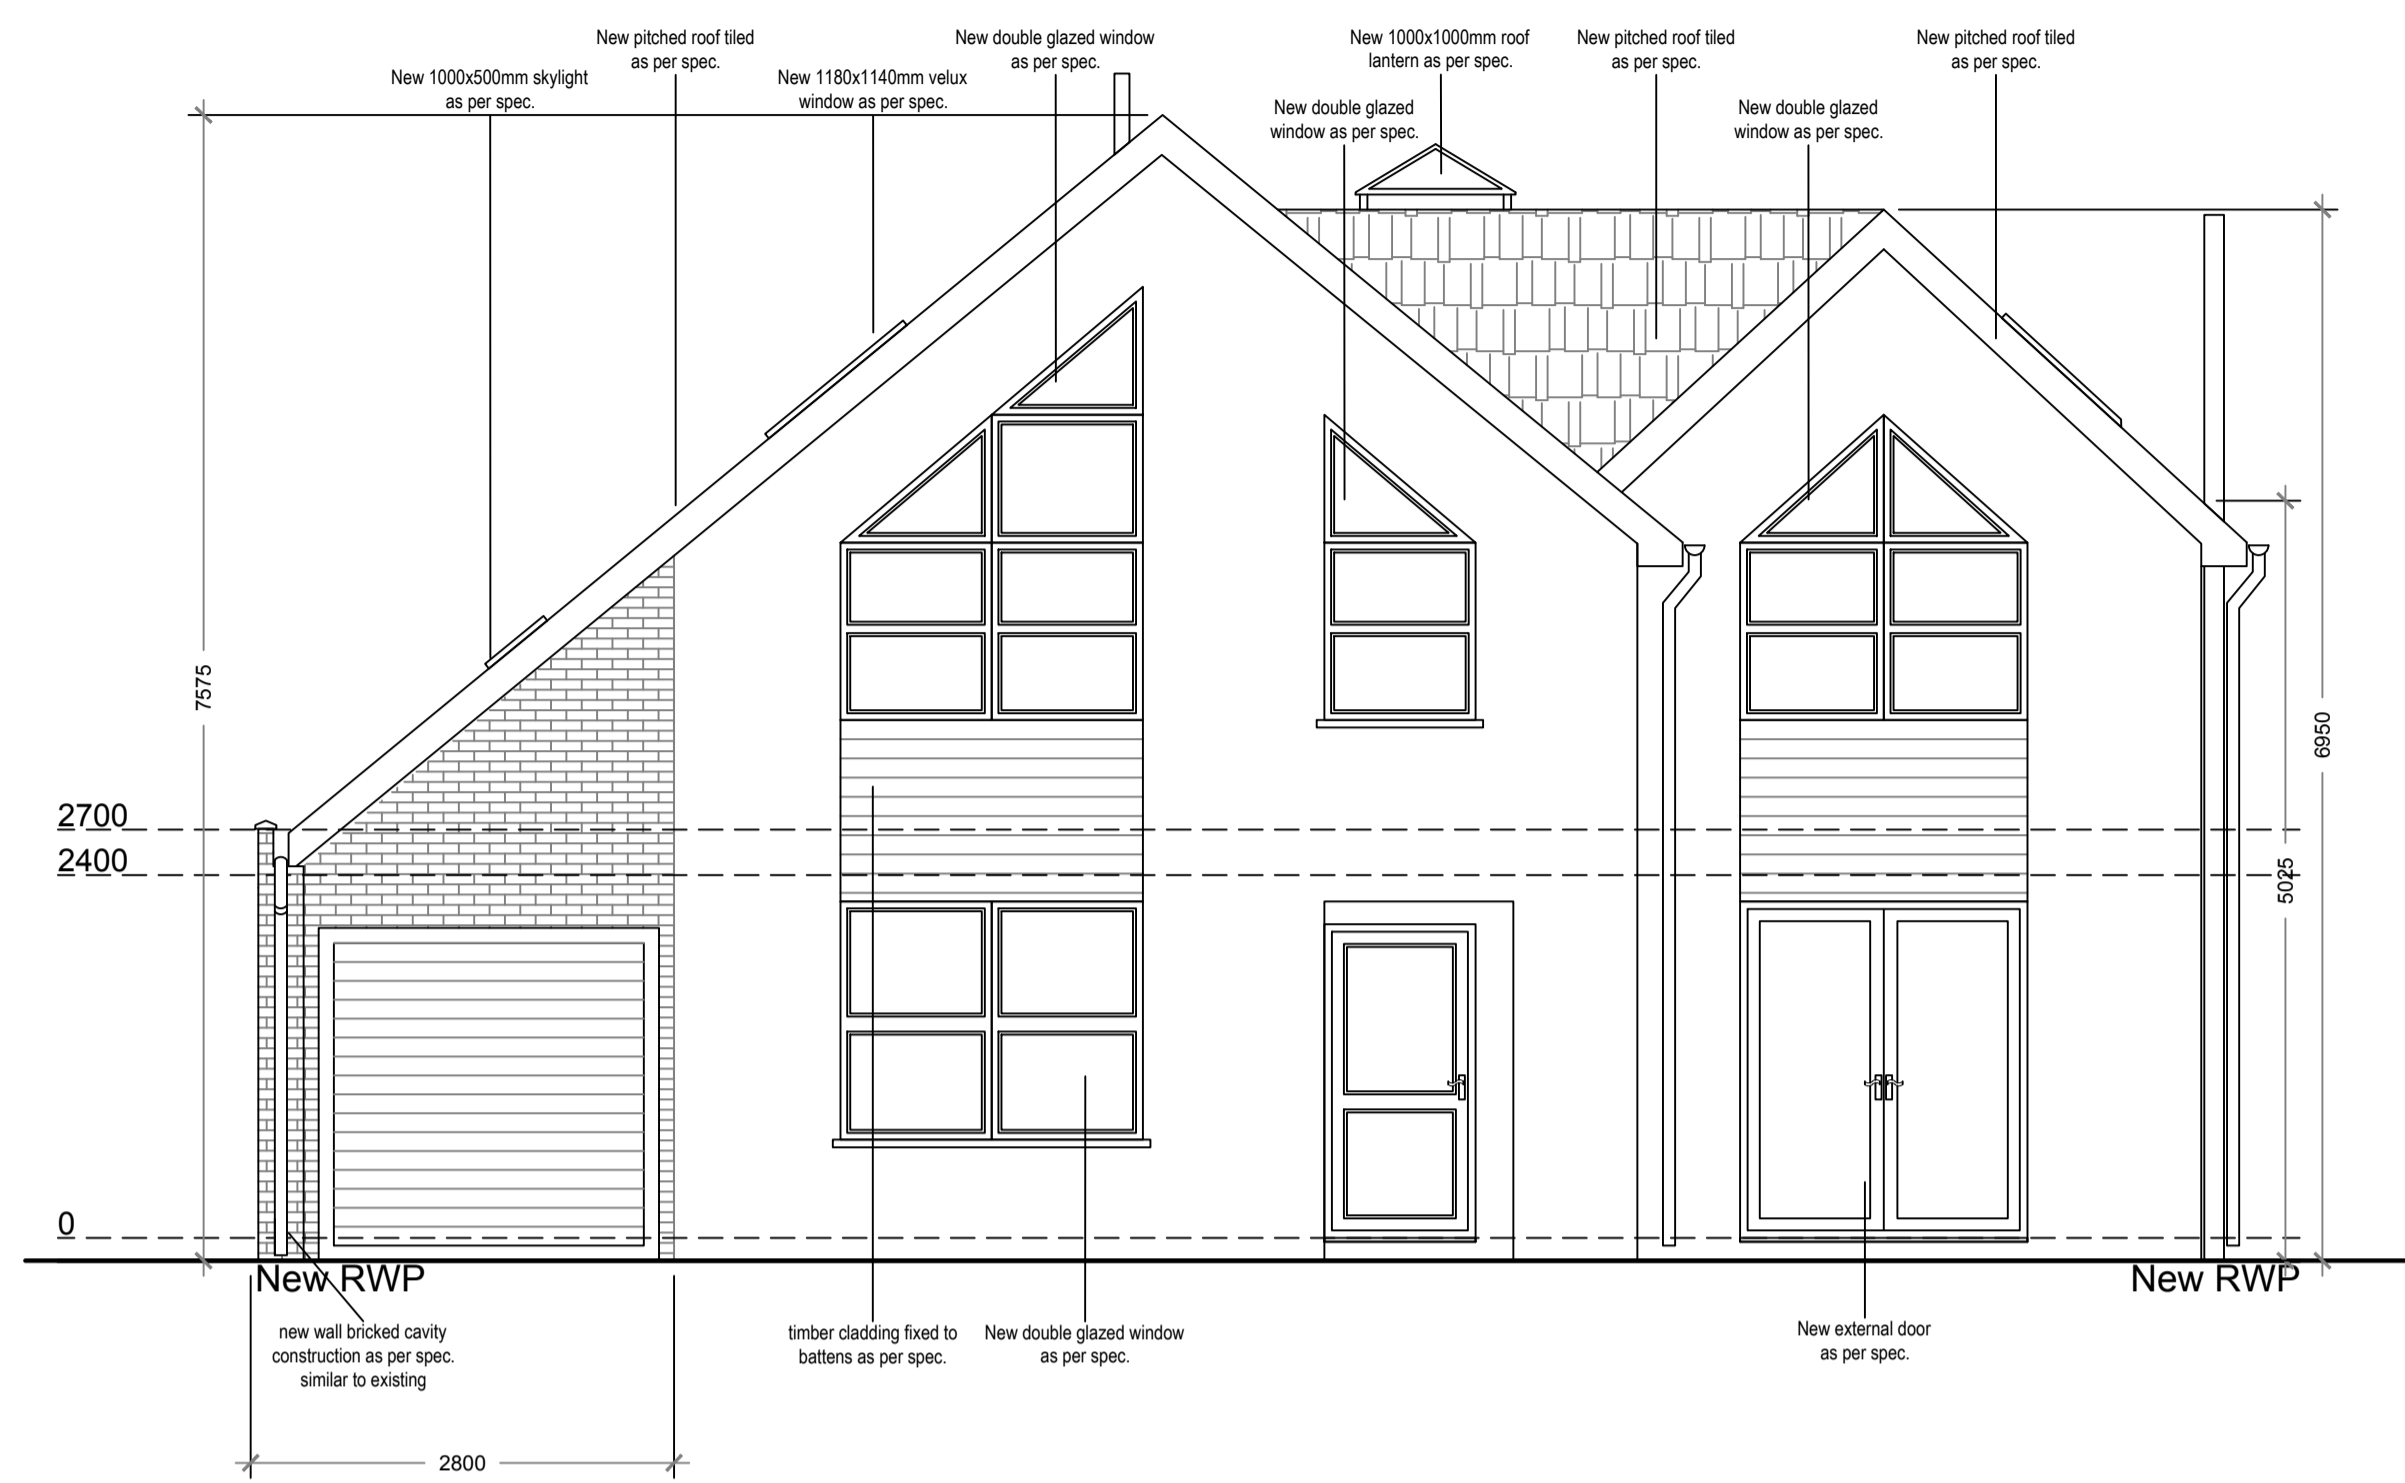 New pitched roof tiled
as per spec.
New double glazed window
as per spec.
New 1000x1000mm roof
lantern as per spec.
New pitched roof tiled
as per spec.
New pitched roof tiled
as per spec.
New 1000x500mm skylight
as per spec.
New 1180x1140mm velux
window as per spec.
New double glazed
window as per spec.
New double glazed
window as per spec.
7575
6950
2700
2400
5025
0
New RWP
New RWP
new wall bricked cavity
construction as per spec.
similar to existing
timber cladding fixed to
battens as per spec.
New double glazed window
as per spec.
New external door
as per spec.
2800